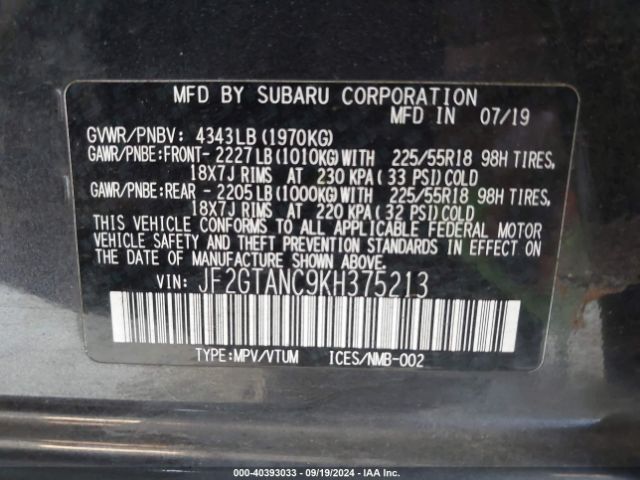 MFD BY SUBARU CORPORATION
MFD IN 07/19
GVWR/PNBV: 4343LB(1970KG)
GAWR/PNBE:FRONT-2227LB(1010KG)WITH 225/55R18 98H TIRES,
18X7J RIMS AT 230 KPA(33 PSI)COLD
GAWR/PNBE:REAR -2205LB(1000KG)WITH 225/55R18 98H TIRES,
18X7J RIMS AT 220 KPA(32 PSI)COLD
THIS VEHICLE CONFORMS TO ALL APPLICABLE FEDERAL MOTOR
VEHICLE SAFETY AND THEFT PREVENTION STANDARDS IN EFFECT ON
THE DATE OF MANUFACTURE SHOWN ABOVE.
VIN: JF2GTANC9KH375213
TYPE:MPV/VTUM ICES/NMB-002
000-40393033 - 09/19/2024 - IAA Inc.